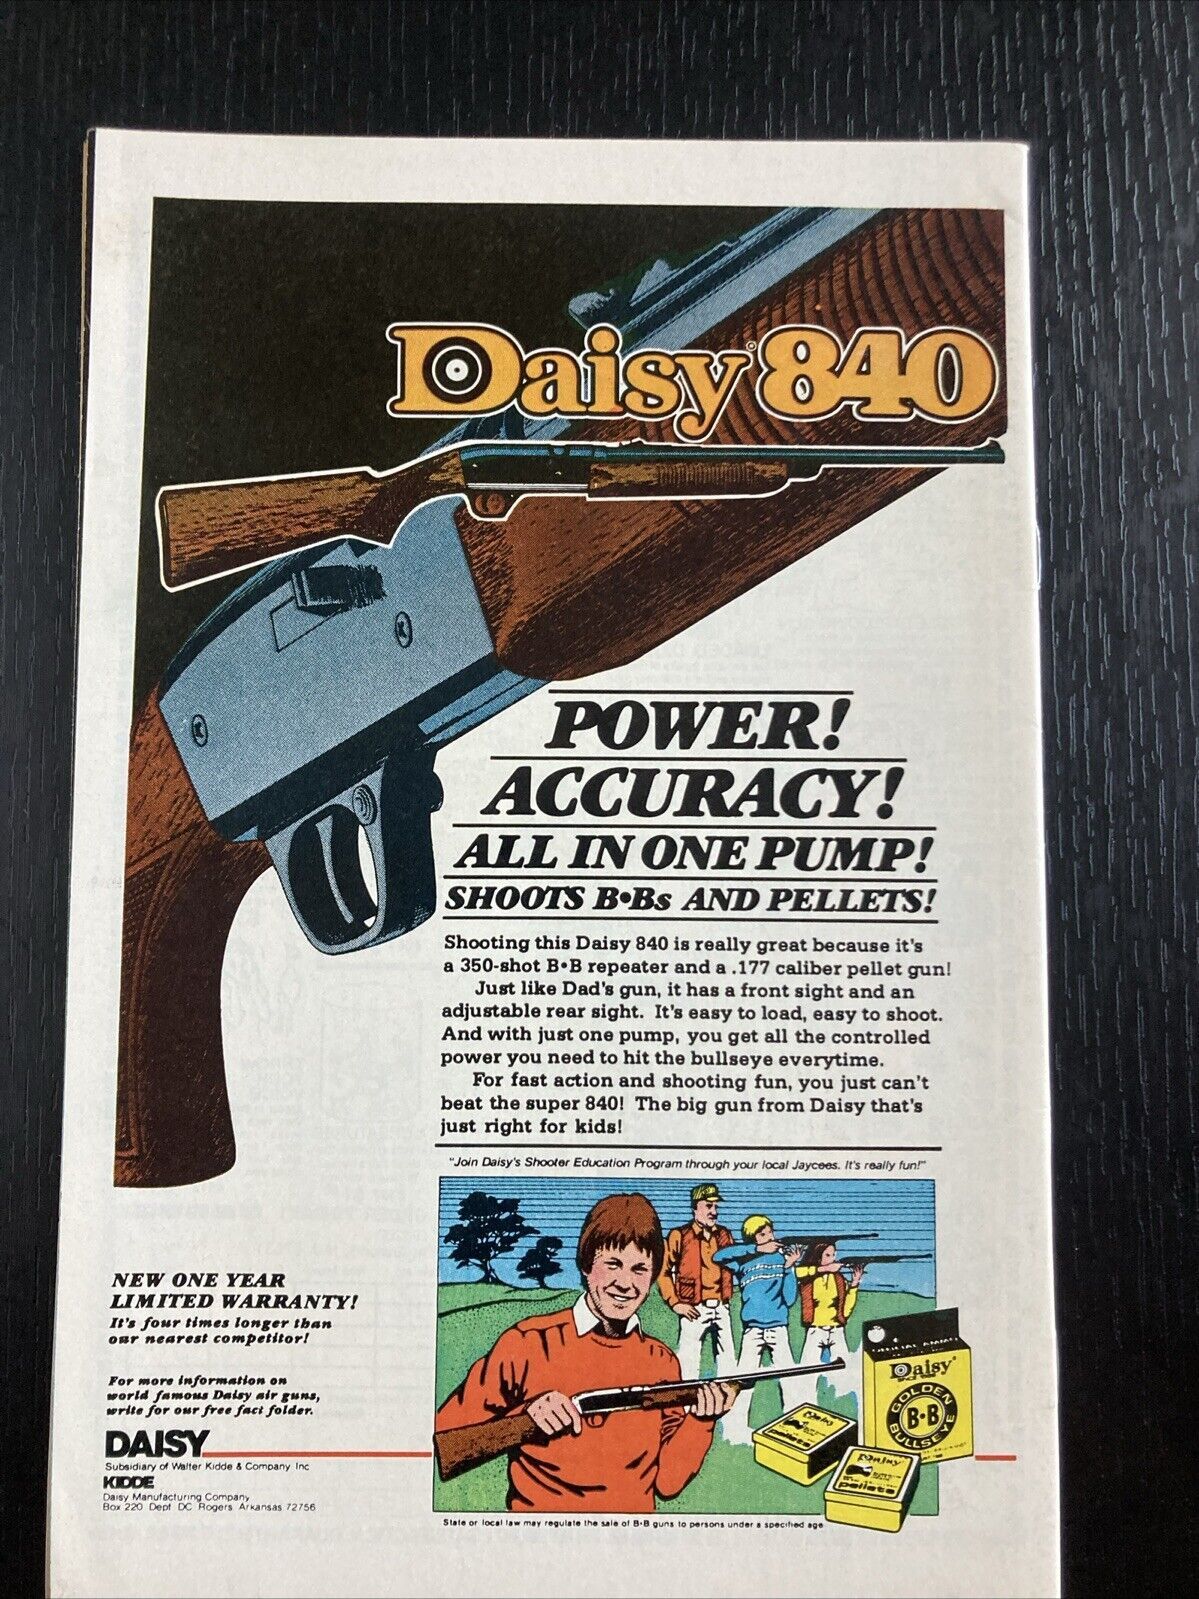 Daisy® 840
POWER!
ACCURACY!
ALL IN ONE PUMP!
SHOOTS B•Bs AND PELLETS!
Shooting this Daisy 840 is really great because it's
a 350-shot B•B repeater and a .177 caliber pellet gun!
Just like Dad's gun, it has a front sight and an
adjustable rear sight. It's easy to load, easy to shoot.
And with just one pump, you get all the controlled
power you need to hit the bullseye everytime.
For fast action and shooting fun, you just can't
beat the super 840! The big gun from Daisy that's
just right for kids!
"Join Daisy's Shooter Education Program through your local Jaycees. It's really fun!"
NEW ONE YEAR
LIMITED WARRANTY!
It's four times longer than
our nearest competitor!
For more information on
world famous Daisy air guns,
write for our free fact folder.
DAISY
Subsidiary of Walter Kidde & Company Inc
KIDDE
Daisy Manufacturing Company
Box 220 Dept DC Rogers Arkansas 72756
Daisy
GOLDEN
B•B
BULLSEYE
Daisy
pellets
Daisy
pellets
State or local law may regulate the sale of B•B guns to persons under a specified age